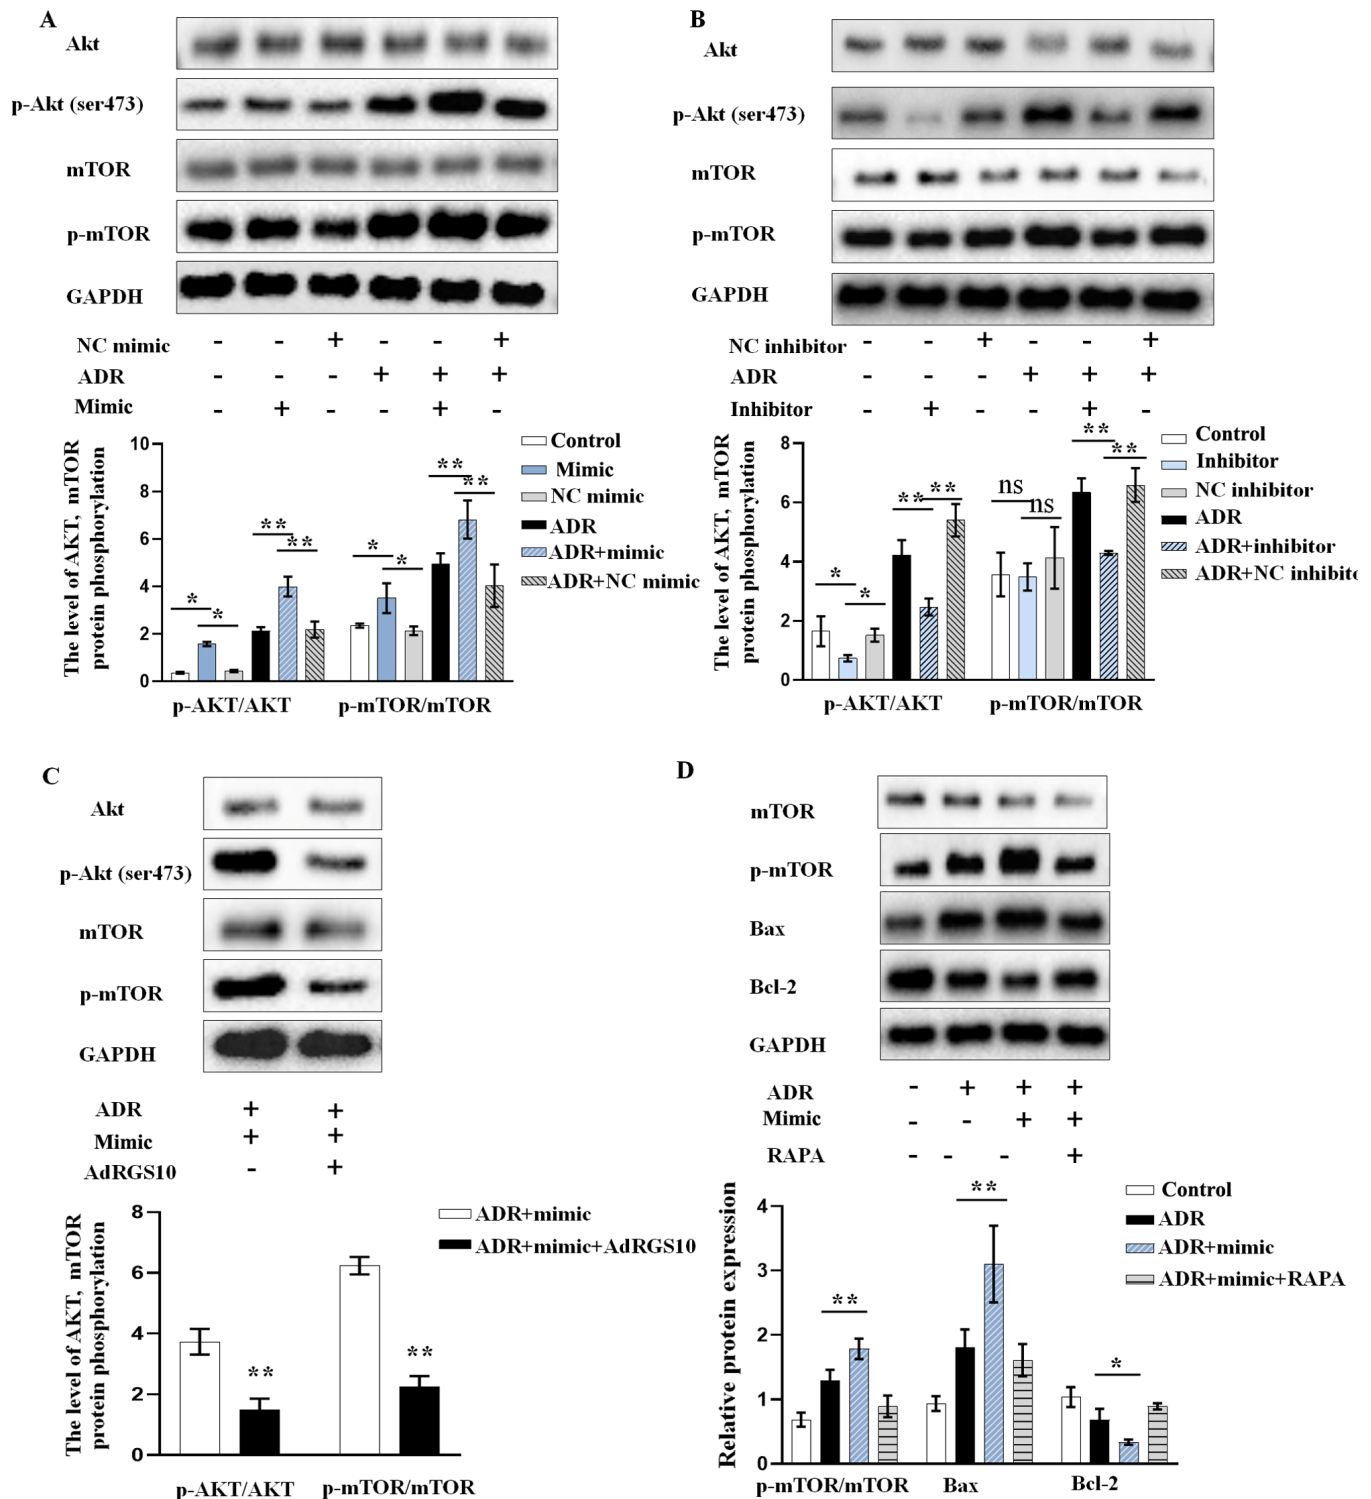 A
Akt
p-Akt (ser473)
mTOR
p-mTOR
GAPDH
NC mimic - - + - - +
ADR - - - + + +
Mimic - + - - + -
The level of AKT, mTOR
protein phosphorylation
10
8
6
4
2
0
* * ** ** * * ** **
p-AKT/AKT p-mTOR/mTOR
Control
Mimic
NC mimic
ADR
ADR+mimic
ADR+NC mimic
B
Akt
p-Akt (ser473)
mTOR
p-mTOR
GAPDH
NC inhibitor - - + - - +
ADR - - - + + +
Inhibitor - + - - + -
The level of AKT, mTOR
protein phosphorylation
8
6
4
2
0
* * ** ** ns ns ** **
p-AKT/AKT p-mTOR/mTOR
Control
Inhibitor
NC inhibitor
ADR
ADR+inhibitor
ADR+NC inhibito
C
Akt
p-Akt (ser473)
mTOR
p-mTOR
GAPDH
ADR + +
Mimic + +
AdRGS10 - +
The level of AKT, mTOR
protein phosphorylation
8
6
4
2
0
** **
p-AKT/AKT p-mTOR/mTOR
ADR+mimic
ADR+mimic+AdRGS10
D
mTOR
p-mTOR
Bax
Bcl-2
GAPDH
ADR - + + +
Mimic - - + +
RAPA - - - +
Relative protein expression
4
3
2
1
0
** ** *
p-mTOR/mTOR Bax Bcl-2
Control
ADR
ADR+mimic
ADR+mimic+RAPA